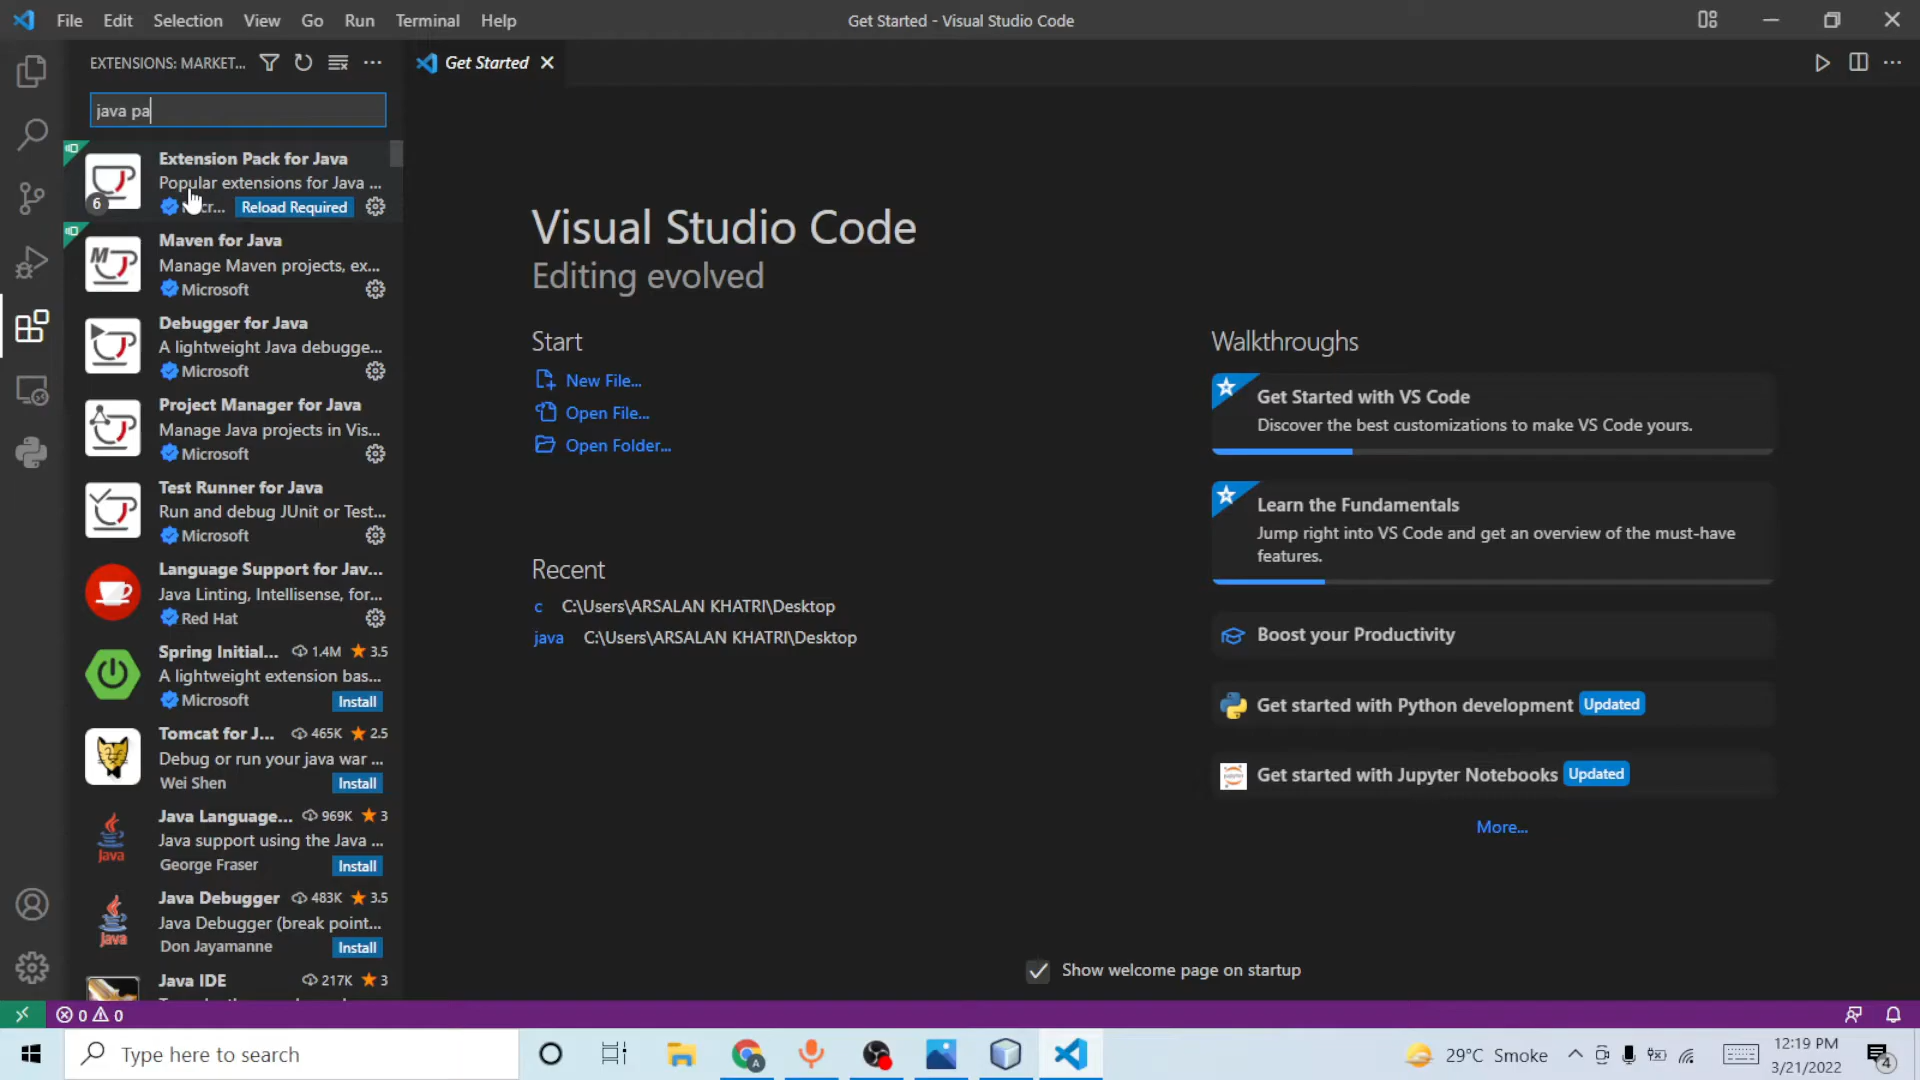 File Edit Selection View Go Run Terminal Help
Get Started - Visual Studio Code
EXTENSIONS: MARKET...
Get Started
java pa
Extension Pack for Java
Popular extensions for Java ...
Reload Required
6
Maven for Java
Manage Maven projects, ex...
Microsoft
Debugger for Java
A lightweight Java debugge...
Microsoft
Project Manager for Java
Manage Java projects in Vis...
Microsoft
Test Runner for Java
Run and debug JUnit or Test...
Microsoft
Language Support for Jav...
Java Linting, Intellisense, for...
Red Hat
Spring Initial... 1.4M 3.5
A lightweight extension bas...
Microsoft Install
Tomcat for J... 465K 2.5
Debug or run your java war ...
Wei Shen Install
Java Language... 969K 3
Java support using the Java ...
George Fraser Install
Java Debugger 483K 3.5
Java Debugger (break point...
Don Jayamanne Install
Java IDE 217K 3
Visual Studio Code
Editing evolved
Start
New File...
Open File...
Open Folder...
Recent
c C:\Users\ARSALAN KHATRI\Desktop
java C:\Users\ARSALAN KHATRI\Desktop
Walkthroughs
Get Started with VS Code
Discover the best customizations to make VS Code yours.
Learn the Fundamentals
Jump right into VS Code and get an overview of the must-have
features.
Boost your Productivity
Get started with Python development Updated
Get started with Jupyter Notebooks Updated
More...
Show welcome page on startup
0 0
Type here to search
29°C Smoke
12:19 PM
3/21/2022
4